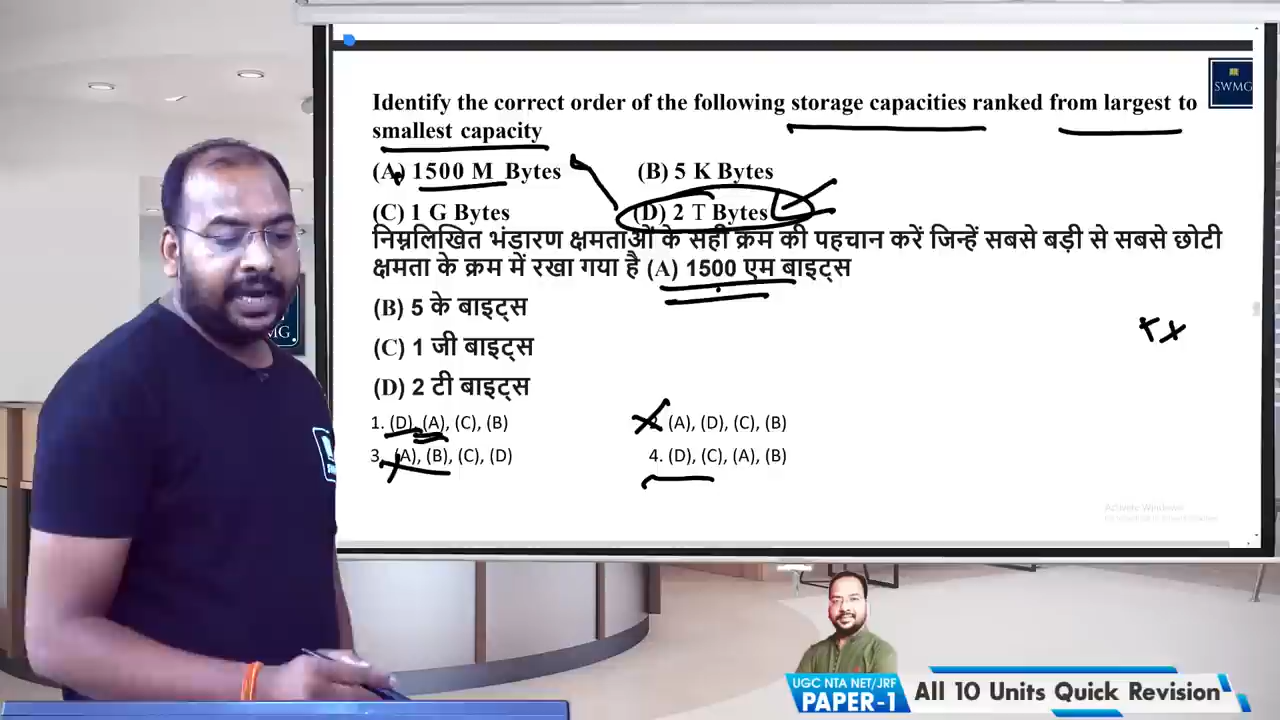 SWMG
Identify the correct order of the following storage capacities ranked from largest to
smallest capacity
(A) 1500 M Bytes (B) 5 K Bytes
(C) 1 G Bytes (D) 2 T Bytes
निम्नलिखित भंडारण क्षमताओं के सही क्रम की पहचान करें जिन्हें सबसे बड़ी से सबसे छोटी
क्षमता के क्रम में रखा गया है (A) 1500 एम बाइट्स
(B) 5 के बाइट्स
(C) 1 जी बाइट्स
(D) 2 टी बाइट्स
1. (D), (A), (C), (B) (A), (D), (C), (B)
3. (A), (B), (C), (D) 4. (D), (C), (A), (B)
Activate Windows
UGC NTA NET/JRF
PAPER-1
All 10 Units Quick Revision